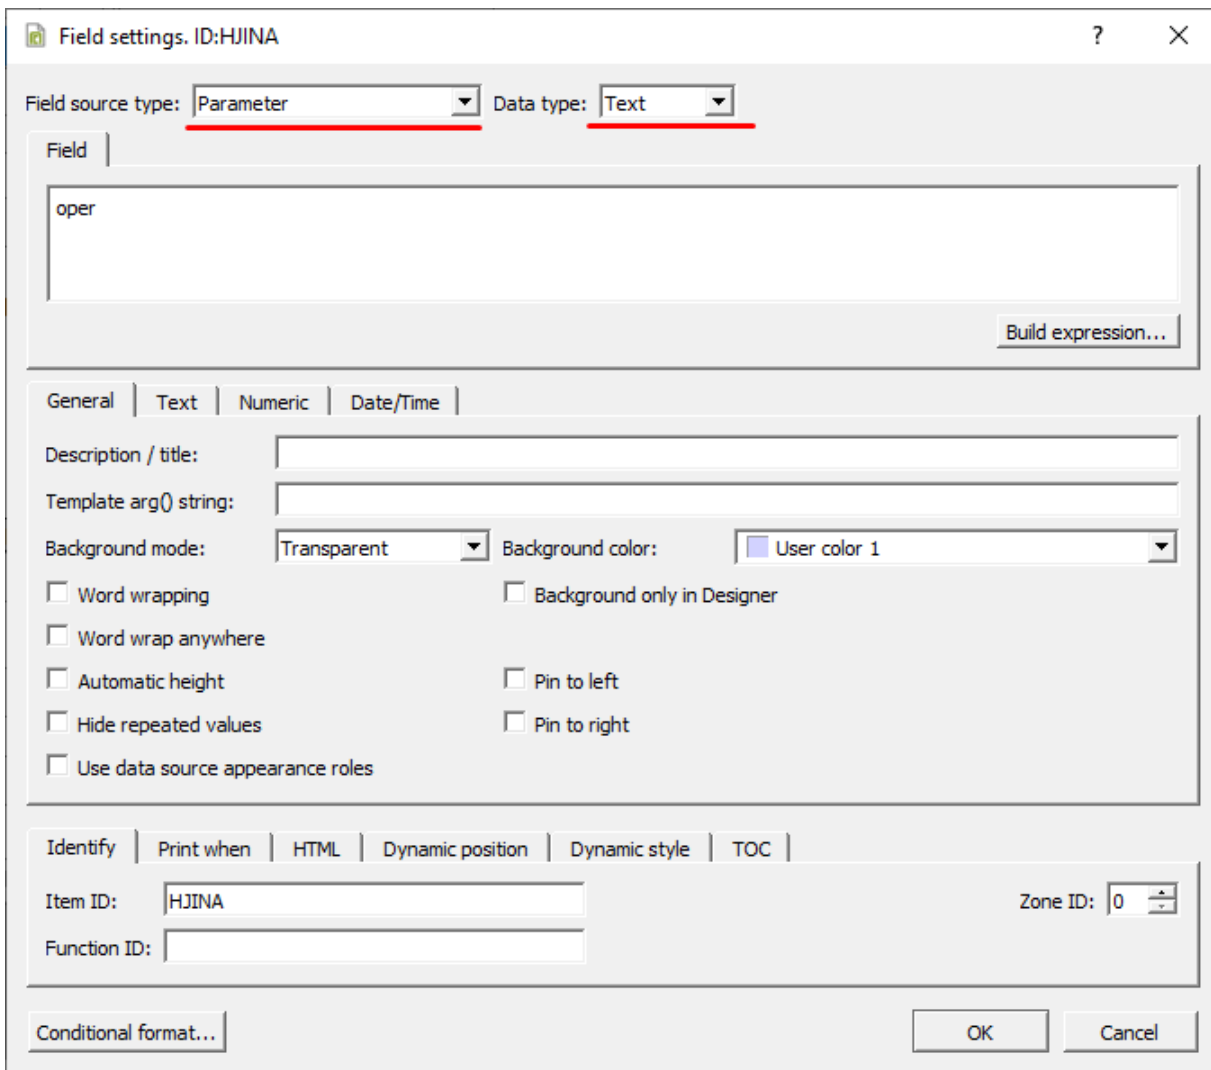 Field settings. ID:HJINA ?
Field source type: Parameter Data type: Text
Field
oper
Build expression...
General Text Numeric Date/Time
Description / title:
Template arg() string:
Background mode: Transparent Background color: User color 1
Word wrapping Background only in Designer
Word wrap anywhere
Automatic height Pin to left
Hide repeated values Pin to right
Use data source appearance roles
Identify Print when HTML Dynamic position Dynamic style TOC
Item ID: HJINA Zone ID: 0
Function ID:
Conditional format... OK Cancel